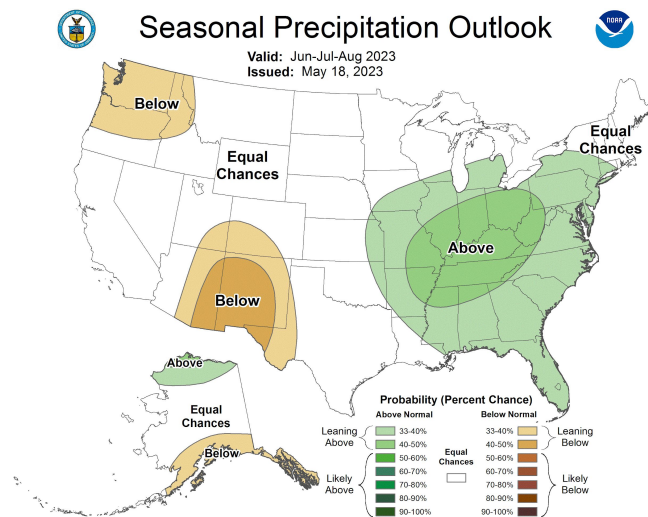 Seasonal Precipitation Outlook
NOAA
Valid: Jun-Jul-Aug 2023
Issued: May 18, 2023
Below
Equal
Chances
Equal
Chances
Above
Below
Above
Equal
Chances
Below
Probability (Percent Chance)
Above Normal
Below Normal
Leaning
Above
33-40%
40-50%
Likely
Above
50-60%
60-70%
70-80%
80-90%
90-100%
Equal
Chances
33-40%
40-50%
Leaning
Below
50-60%
60-70%
70-80%
80-90%
90-100%
Likely
Below